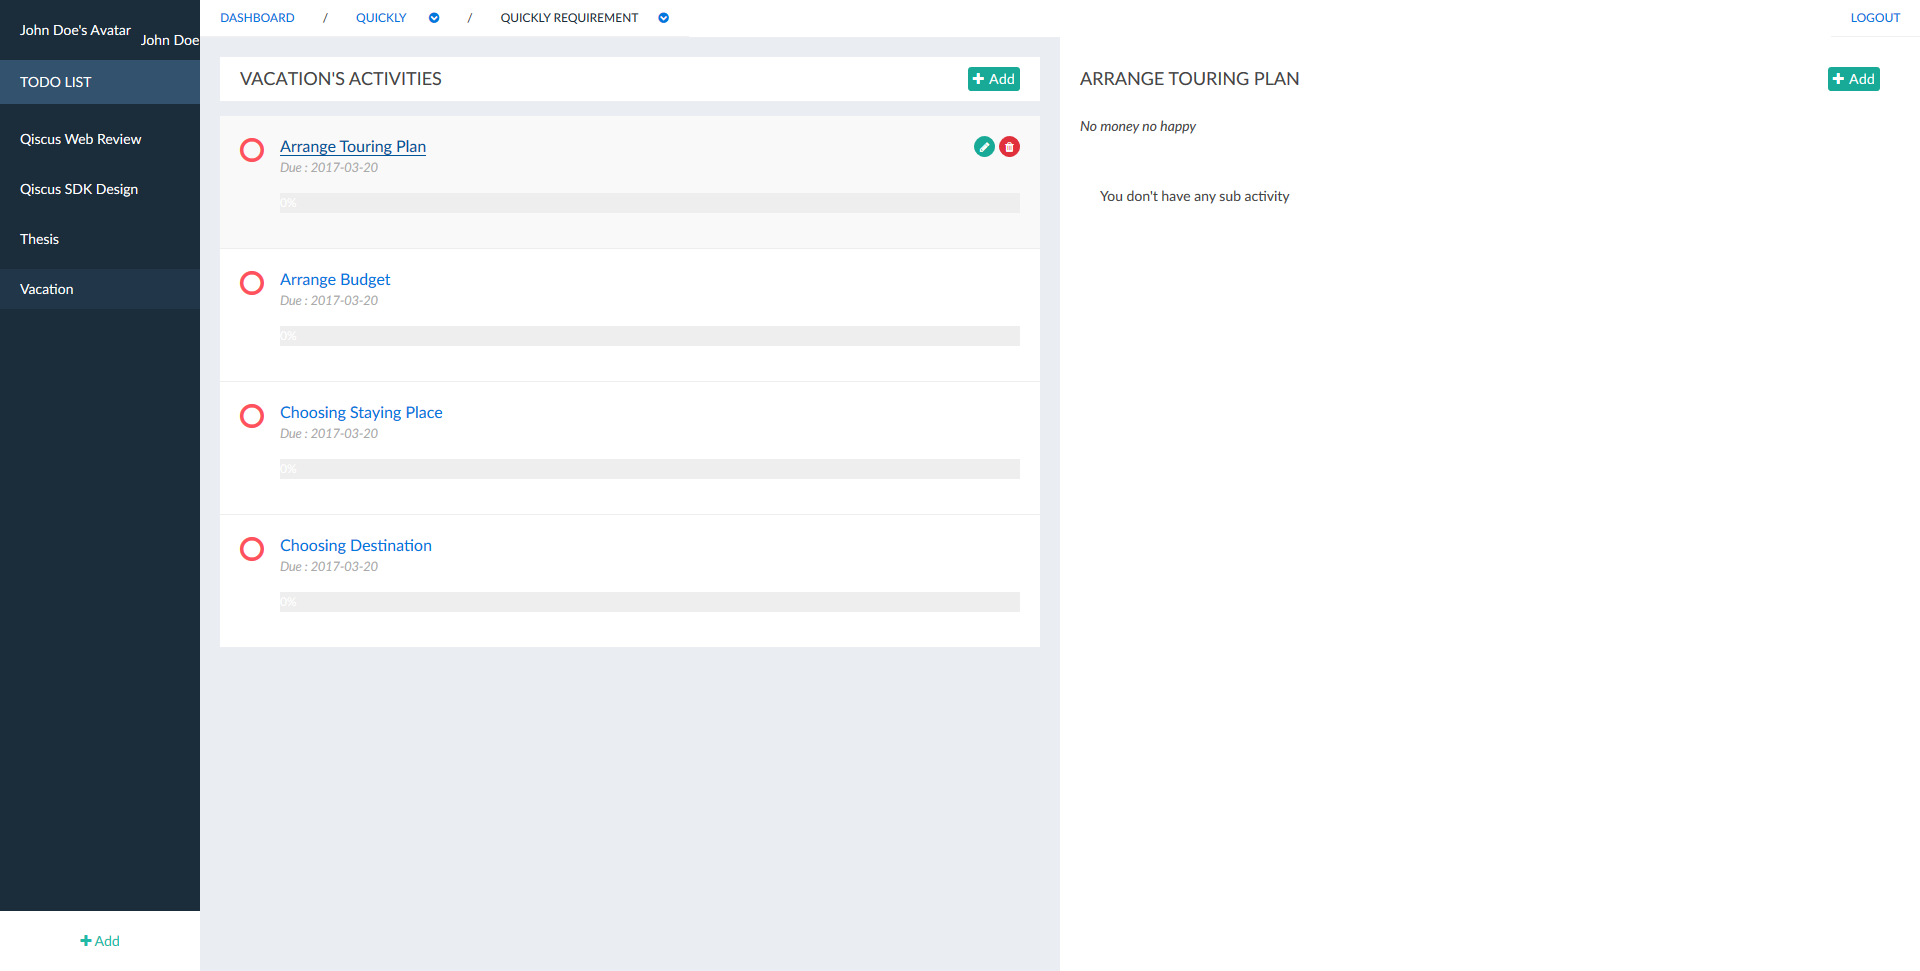 John Doe's Avatar
John Doe
TODO LIST
Qiscus Web Review
Qiscus SDK Design
Thesis
Vacation
+ Add
DASHBOARD / QUICKLY / QUICKLY REQUIREMENT
LOGOUT
VACATION'S ACTIVITIES
+ Add
Arrange Touring Plan
Due : 2017-03-20
0%
Arrange Budget
Due : 2017-03-20
0%
Choosing Staying Place
Due : 2017-03-20
0%
Choosing Destination
Due : 2017-03-20
0%
ARRANGE TOURING PLAN
+ Add
No money no happy
You don't have any sub activity